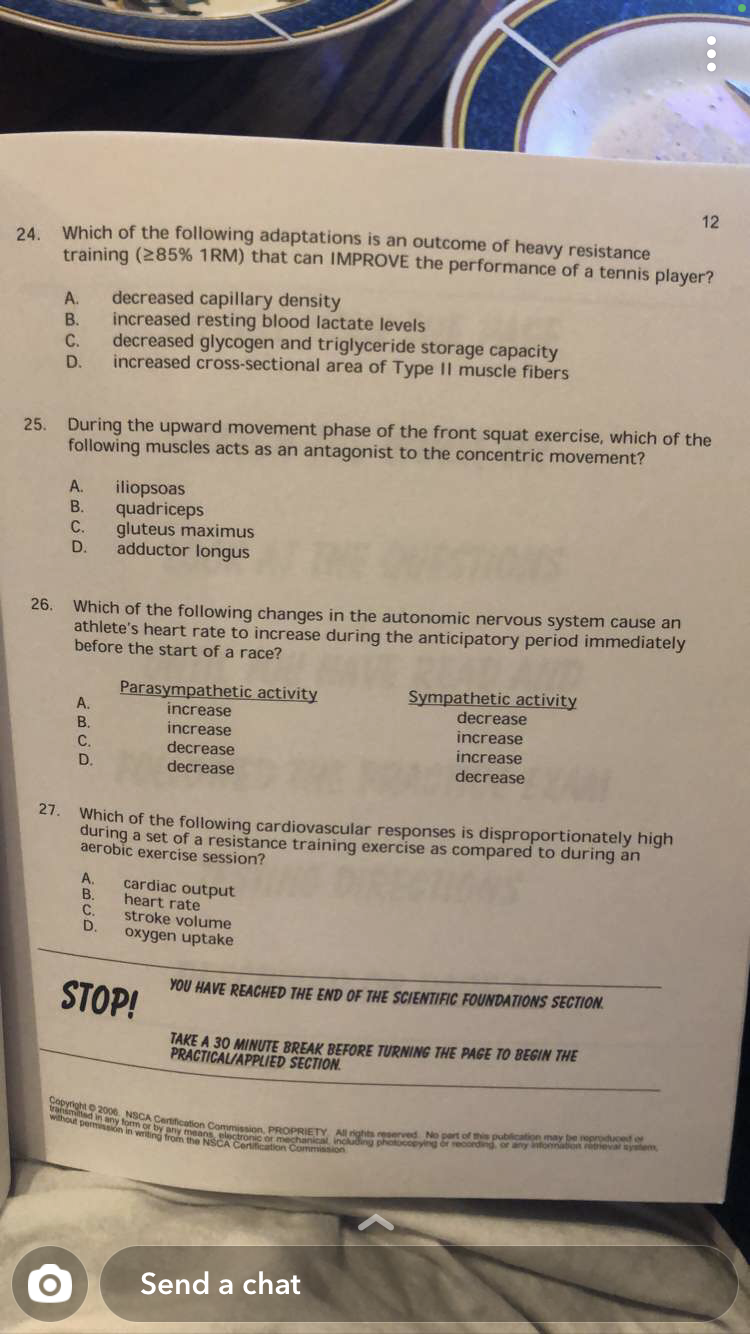 12
24. Which of the following adaptations is an outcome of heavy resistance
training (≥85% 1RM) that can IMPROVE the performance of a tennis player?
A. decreased capillary density
B. increased resting blood lactate levels
C. decreased glycogen and triglyceride storage capacity
D. increased cross-sectional area of Type II muscle fibers
25. During the upward movement phase of the front squat exercise, which of the
following muscles acts as an antagonist to the concentric movement?
A. iliopsoas
B. quadriceps
C. gluteus maximus
D. adductor longus
26. Which of the following changes in the autonomic nervous system cause an
athlete's heart rate to increase during the anticipatory period immediately
before the start of a race?
Parasympathetic activity Sympathetic activity
A. increase decrease
B. increase increase
C. decrease increase
D. decrease decrease
27. Which of the following cardiovascular responses is disproportionately high
during a set of a resistance training exercise as compared to during an
aerobic exercise session?
A. cardiac output
B. heart rate
C. stroke volume
D. oxygen uptake
STOP!
YOU HAVE REACHED THE END OF THE SCIENTIFIC FOUNDATIONS SECTION.
TAKE A 30 MINUTE BREAK BEFORE TURNING THE PAGE TO BEGIN THE
PRACTICAL/APPLIED SECTION.
Copyright © 2006. NSCA Certification Commission, PROPRIETY. All rights reserved. No part of this publication may be reproduced or
transmitted in any form or by any means, electronic or mechanical, including photocopying or recording, or any information retrieval system,
without permission in writing from the NSCA Certification Commission.
Send a chat